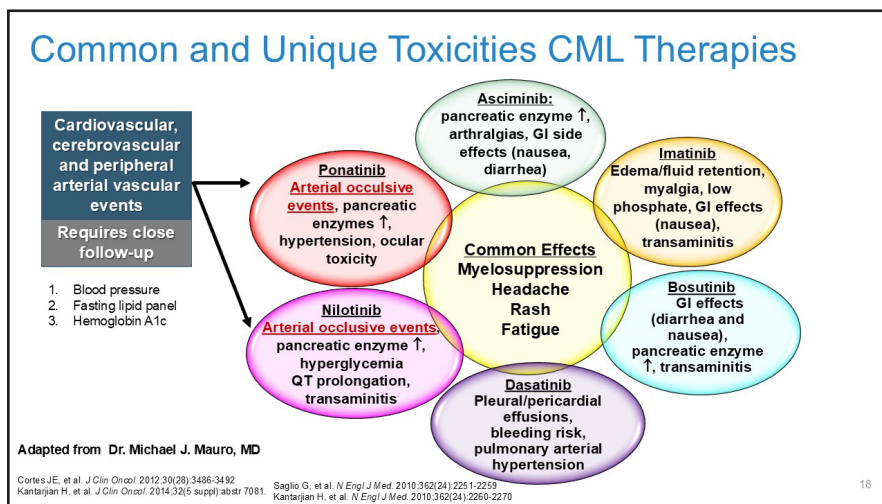 Common and Unique Toxicities CML Therapies
Cardiovascular,
cerebrovascular
and peripheral
arterial vascular
events
Requires close
follow-up
1. Blood pressure
2. Fasting lipid panel
3. Hemoglobin A1c
Asciminib:
pancreatic enzyme ↑,
arthralgias, GI side
effects (nausea,
diarrhea)
Ponatinib
Arterial occulsive
events, pancreatic
enzymes ↑,
hypertension, ocular
toxicity
Imatinib
Edema/fluid retention,
myalgia, low
phosphate, GI effects
(nausea),
transaminitis
Common Effects
Myelosuppression
Headache
Rash
Fatigue
Nilotinib
Arterial occlusive events,
pancreatic enzyme ↑,
hyperglycemia
QT prolongation,
transaminitis
Bosutinib
GI effects
(diarrhea and
nausea),
pancreatic enzyme
↑, transaminitis
Dasatinib
Pleural/pericardial
effusions,
bleeding risk,
pulmonary arterial
hypertension
Adapted from Dr. Michael J. Mauro, MD
Cortes JE, et al. J Clin Oncol. 2012;30(28):3486-3492
Kantarjian H, et al. J Clin Oncol. 2014;32(5 suppl):abstr 7081.
Saglio G, et al. N Engl J Med. 2010;362(24):2251-2259
Kantarjian H, et al. N Engl J Med. 2010;362(24):2260-2270
18